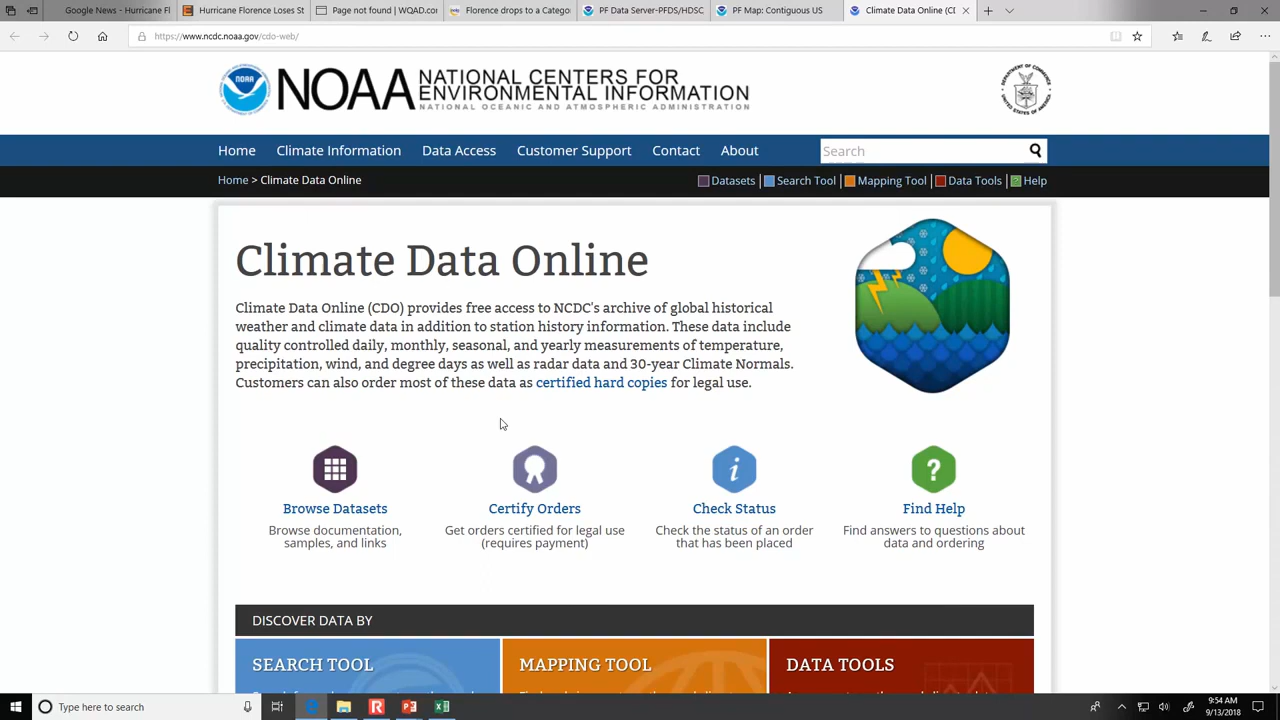 Google News - Hurricane Fl
Hurricane Florence Loses St
Page not found | WQAD.co
Florence drops to a Catego
PF Data Server-PFDS/HDSC
PF Map: Contiguous US
Climate Data Online (CD
https://www.ncdc.noaa.gov/cdo-web/
NOAA NATIONAL CENTERS FOR
ENVIRONMENTAL INFORMATION
NATIONAL OCEANIC AND ATMOSPHERIC ADMINISTRATION
NOAA
DEPARTMENT OF COMMERCE
UNITED STATES OF AMERICA
Home Climate Information Data Access Customer Support Contact About Search
Home > Climate Data Online
Datasets | Search Tool | Mapping Tool | Data Tools | Help
Climate Data Online
Climate Data Online (CDO) provides free access to NCDC's archive of global historical
weather and climate data in addition to station history information. These data include
quality controlled daily, monthly, seasonal, and yearly measurements of temperature,
precipitation, wind, and degree days as well as radar data and 30-year Climate Normals.
Customers can also order most of these data as certified hard copies for legal use.
Browse Datasets
Browse documentation,
samples, and links
Certify Orders
Get orders certified for legal use
(requires payment)
Check Status
Check the status of an order
that has been placed
Find Help
Find answers to questions about
data and ordering
DISCOVER DATA BY
SEARCH TOOL
MAPPING TOOL
DATA TOOLS
Type here to search
9:54 AM
9/13/2018